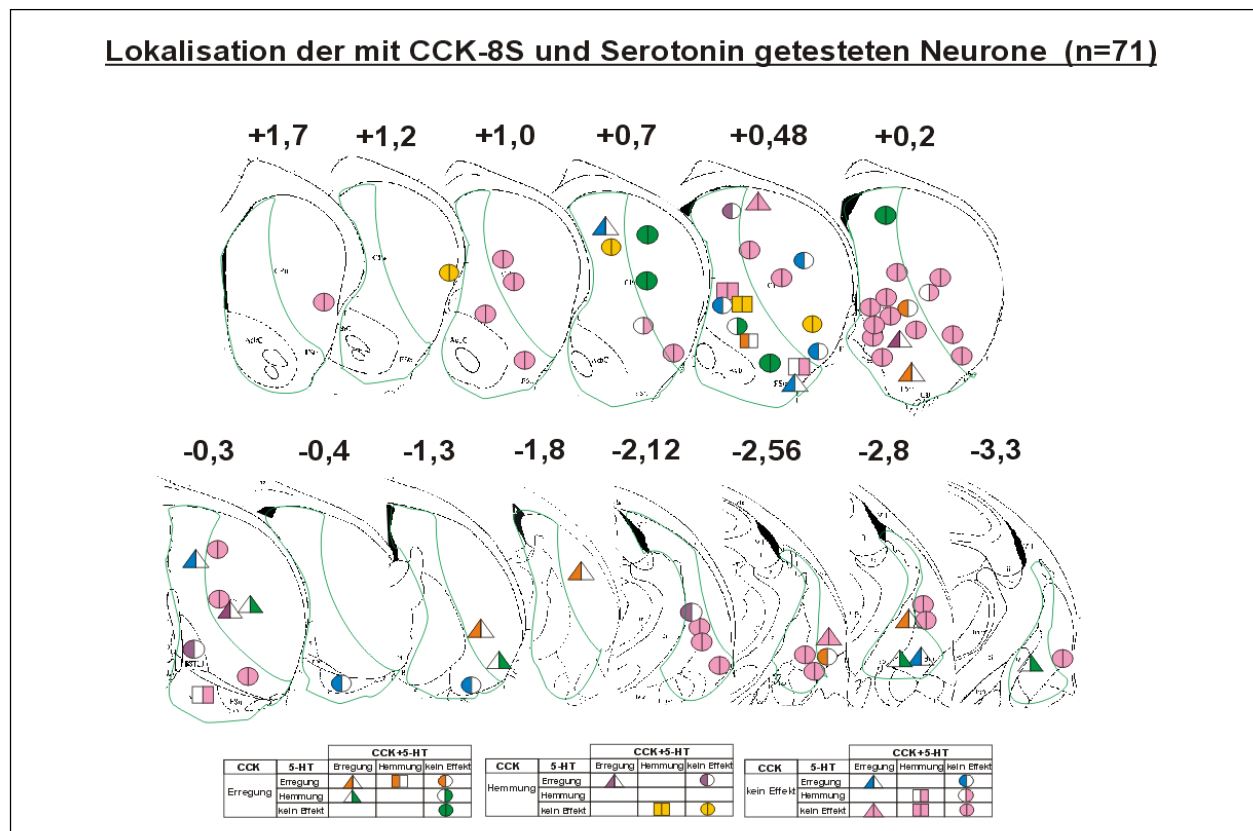 Lokalisation der mit CCK-8S und Serotonin getesteten Neurone (n=71)
+1,7 +1,2 +1,0 +0,7 +0,48 +0,2
CPu
AcbC
AcbC
-0,3 -0,4 -1,3 -1,8 -2,12 -2,56 -2,8 -3,3
CCK+5-HT
CCK 5-HT Erregung Hemmung kein Effekt
Erregung
Erregung
Hemmung
kein Effekt
CCK+5-HT
CCK 5-HT Erregung Hemmung kein Effekt
Hemmung
Erregung
Hemmung
kein Effekt
CCK+5-HT
CCK 5-HT Erregung Hemmung kein Effekt
kein Effekt
Erregung
Hemmung
kein Effekt